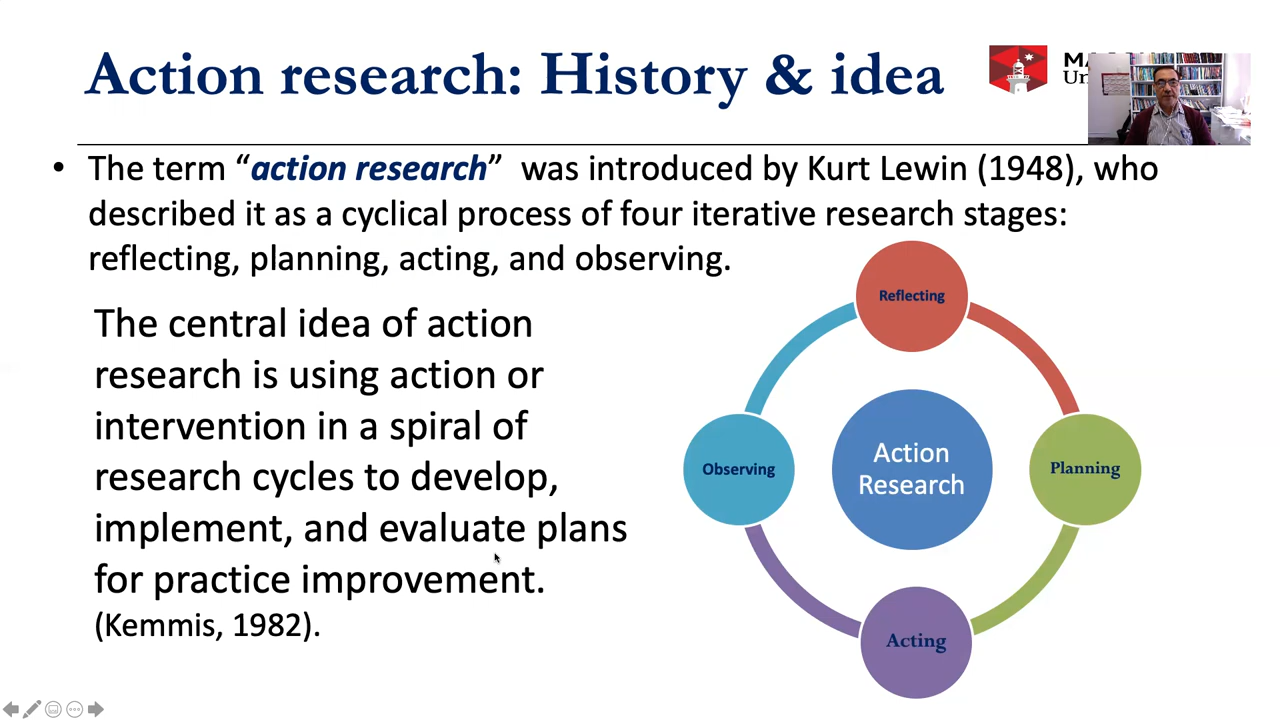 Action research: History & idea
• The term “action research” was introduced by Kurt Lewin (1948), who
described it as a cyclical process of four iterative research stages:
reflecting, planning, acting, and observing.
The central idea of action
research is using action or
intervention in a spiral of
research cycles to develop,
implement, and evaluate plans
for practice improvement.
(Kemmis, 1982).
Reflecting
Observing
Action
Research
Planning
Acting